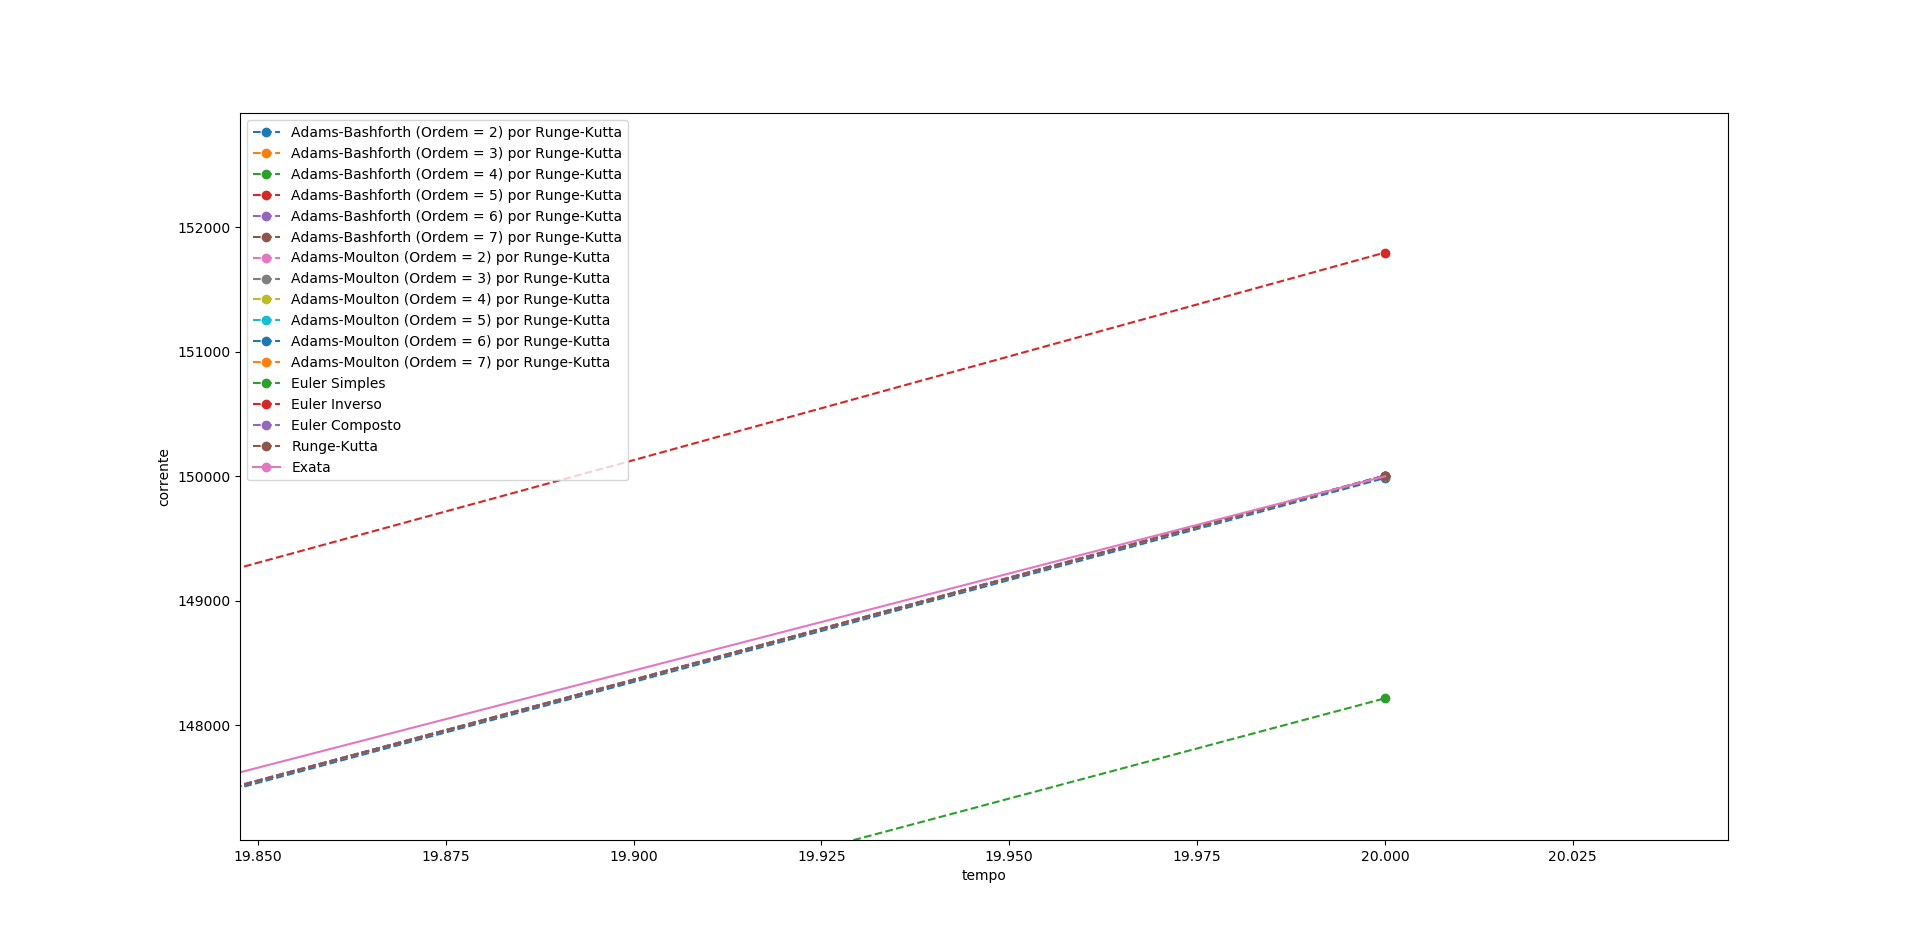 Adams-Bashforth (Ordem = 2) por Runge-Kutta
Adams-Bashforth (Ordem = 3) por Runge-Kutta
Adams-Bashforth (Ordem = 4) por Runge-Kutta
Adams-Bashforth (Ordem = 5) por Runge-Kutta
Adams-Bashforth (Ordem = 6) por Runge-Kutta
Adams-Bashforth (Ordem = 7) por Runge-Kutta
Adams-Moulton (Ordem = 2) por Runge-Kutta
Adams-Moulton (Ordem = 3) por Runge-Kutta
Adams-Moulton (Ordem = 4) por Runge-Kutta
Adams-Moulton (Ordem = 5) por Runge-Kutta
Adams-Moulton (Ordem = 6) por Runge-Kutta
Adams-Moulton (Ordem = 7) por Runge-Kutta
Euler Simples
Euler Inverso
Euler Composto
Runge-Kutta
Exata
152000
151000
150000
149000
148000
corrente
19.850
19.875
19.900
19.925
19.950
19.975
20.000
20.025
tempo